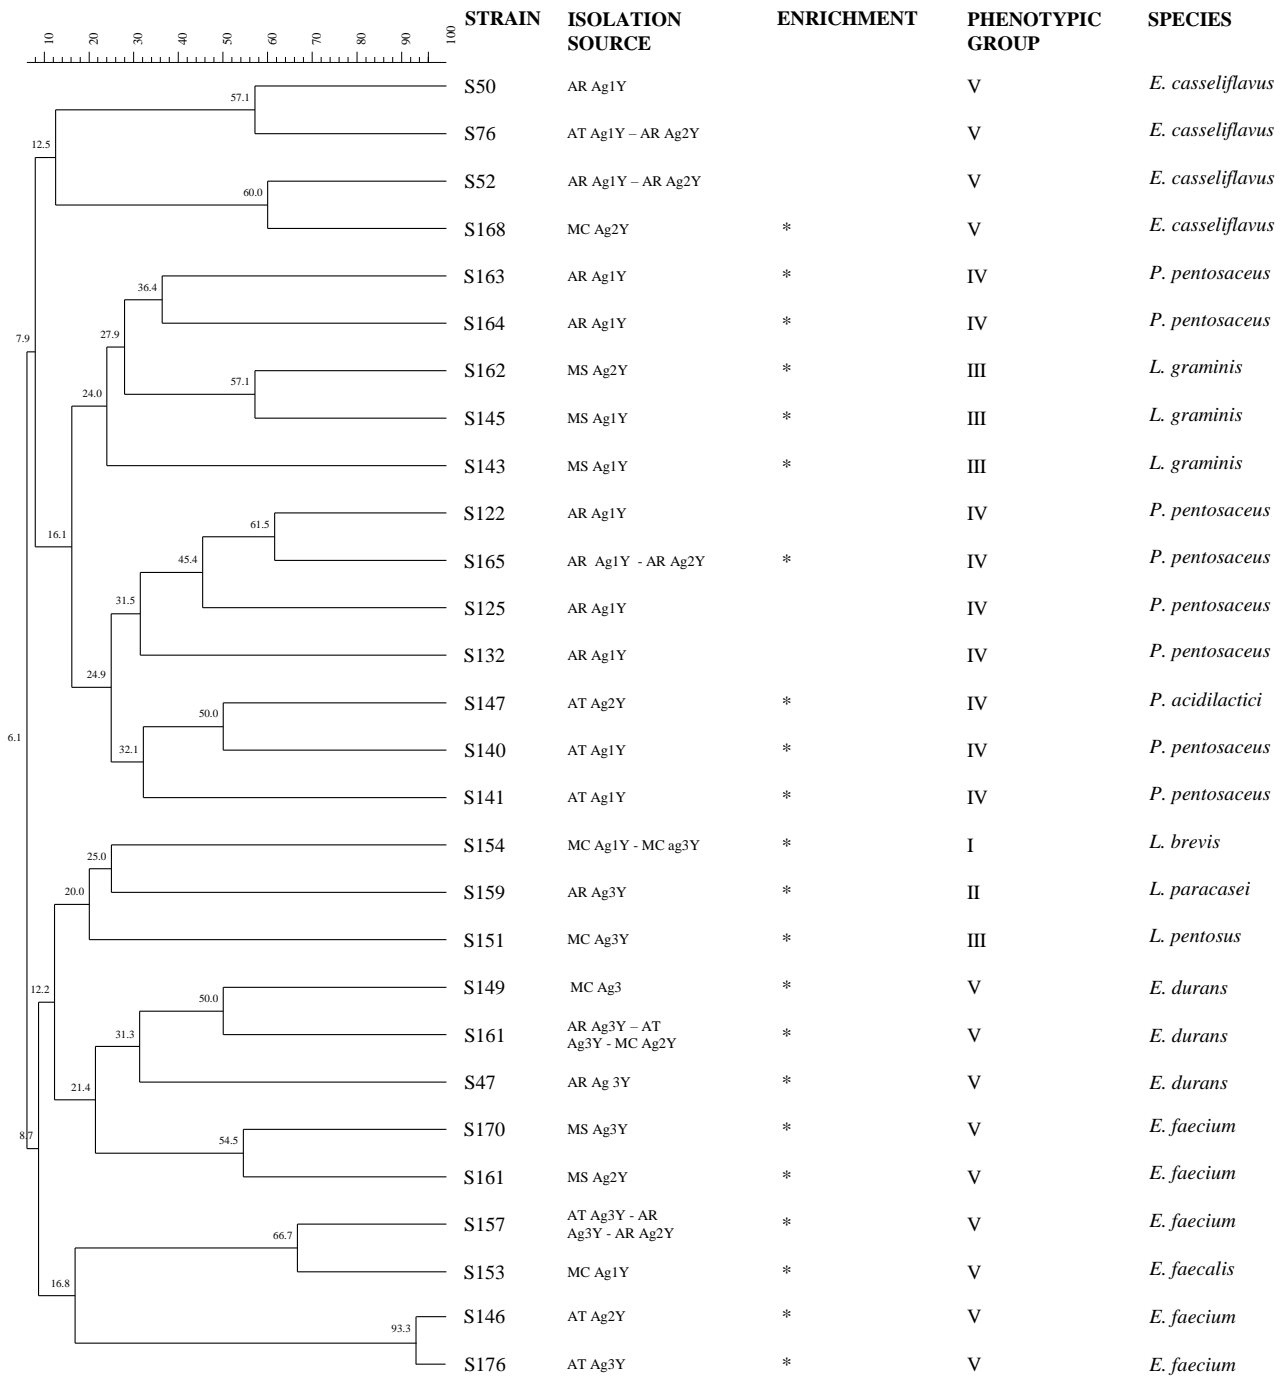 10 20 30 40 50 60 70 80 90 100
STRAIN ISOLATION SOURCE ENRICHMENT PHENOTYPIC GROUP SPECIES
57.1
12.5
60.0
36.4
7.9
27.9
57.1
24.0
61.5
16.1
45.4
31.5
24.9
50.0
6.1
32.1
25.0
20.0
12.2
50.0
31.3
21.4
8.7
54.5
66.7
16.8
93.3
S50 AR Ag1Y V E. casseliflavus
S76 AT Ag1Y – AR Ag2Y V E. casseliflavus
S52 AR Ag1Y – AR Ag2Y V E. casseliflavus
S168 MC Ag2Y * V E. casseliflavus
S163 AR Ag1Y * IV P. pentosaceus
S164 AR Ag1Y * IV P. pentosaceus
S162 MS Ag2Y * III L. graminis
S145 MS Ag1Y * III L. graminis
S143 MS Ag1Y * III L. graminis
S122 AR Ag1Y IV P. pentosaceus
S165 AR Ag1Y - AR Ag2Y * IV P. pentosaceus
S125 AR Ag1Y IV P. pentosaceus
S132 AR Ag1Y IV P. pentosaceus
S147 AT Ag2Y * IV P. acidilactici
S140 AT Ag1Y * IV P. pentosaceus
S141 AT Ag1Y * IV P. pentosaceus
S154 MC Ag1Y - MC ag3Y * I L. brevis
S159 AR Ag3Y * II L. paracasei
S151 MC Ag3Y * III L. pentosus
S149 MC Ag3 * V E. durans
S161 AR Ag3Y – AT Ag3Y - MC Ag2Y * V E. durans
S47 AR Ag 3Y * V E. durans
S170 MS Ag3Y * V E. faecium
S161 MS Ag2Y * V E. faecium
S157 AT Ag3Y - AR Ag3Y - AR Ag2Y * V E. faecium
S153 MC Ag1Y * V E. faecalis
S146 AT Ag2Y * V E. faecium
S176 AT Ag3Y * V E. faecium